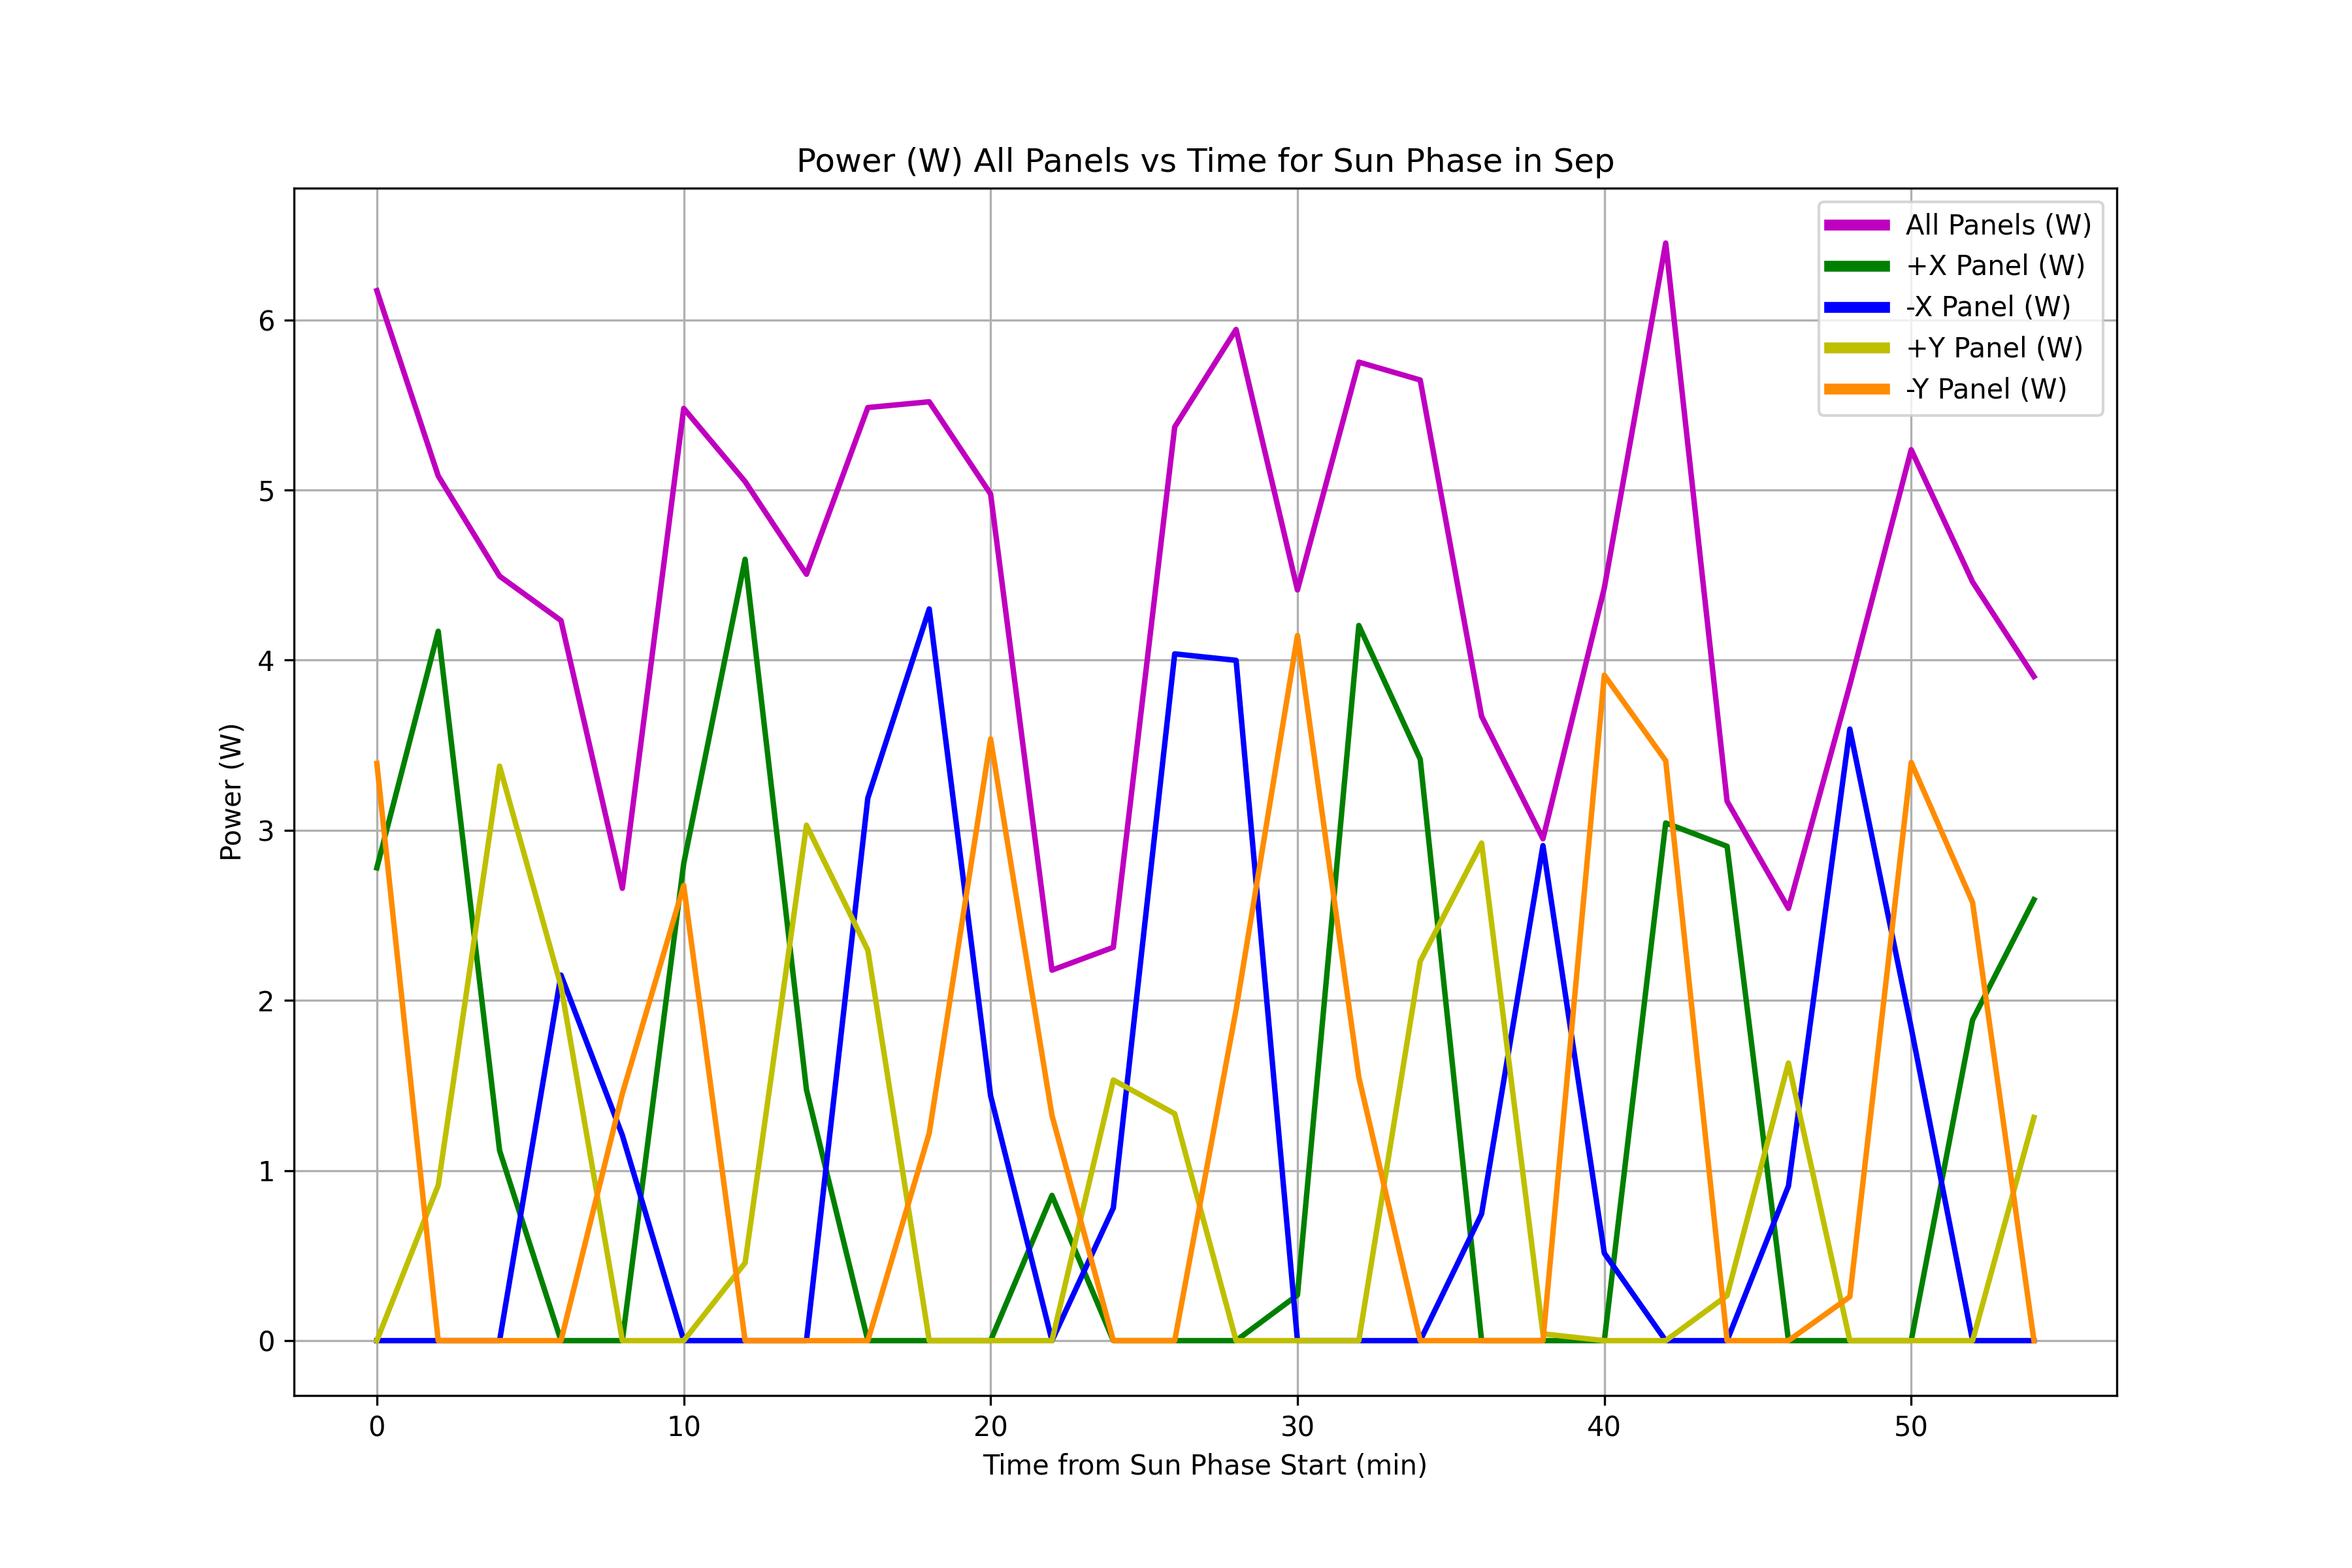 Power (W) All Panels vs Time for Sun Phase in Sep
All Panels (W)
+X Panel (W)
-X Panel (W)
+Y Panel (W)
-Y Panel (W)
Power (W)
6
5
4
3
2
1
0
0 10 20 30 40 50
Time from Sun Phase Start (min)